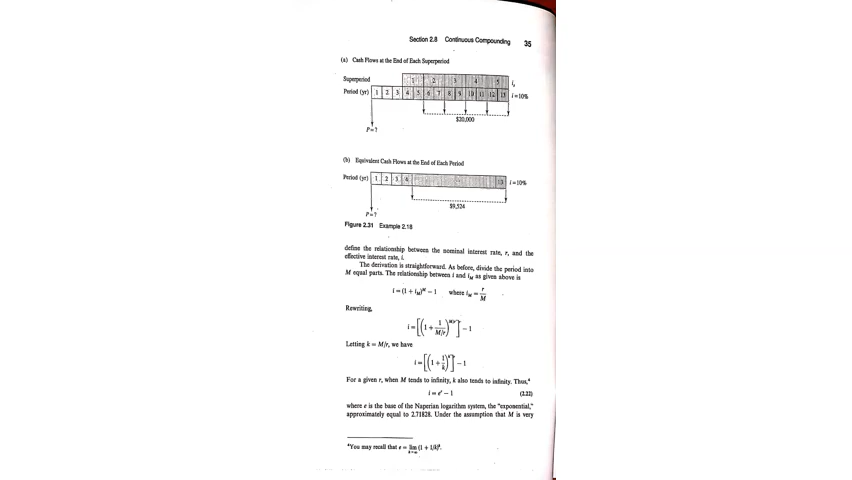 Section 2.8 Continuous Compounding 35
(a) Cash Flows at the End of Each Superperiod
Superperiod 1 2 3 4 5 i_s
Period (yr) 1 2 3 4 5 6 7 8 9 10 11 12 13 i = 10%
$20,000
P = ?
(b) Equivalent Cash Flows at the End of Each Period
Period (yr) 1 2 3 4 13 i = 10%
$9,524
P = ?
Figure 2.31 Example 2.18
define the relationship between the nominal interest rate, r, and the
effective interest rate, i.
The derivation is straightforward. As before, divide the period into
M equal parts. The relationship between i and i_M as given above is
i = (1 + i_M)^M − 1 where i_M = r/M
Rewriting,
i = [(1 + 1/(M/r))^(M/r)]^r − 1
Letting k = M/r, we have
i = [(1 + 1/k)^k]^r − 1
For a given r, when M tends to infinity, k also tends to infinity. Thus,⁴
i = e^r − 1 (2.22)
where e is the base of the Naperian logarithm system, the "exponential,"
approximately equal to 2.71828. Under the assumption that M is very
⁴You may recall that e = lim (1 + 1/k)^k.
k→∞